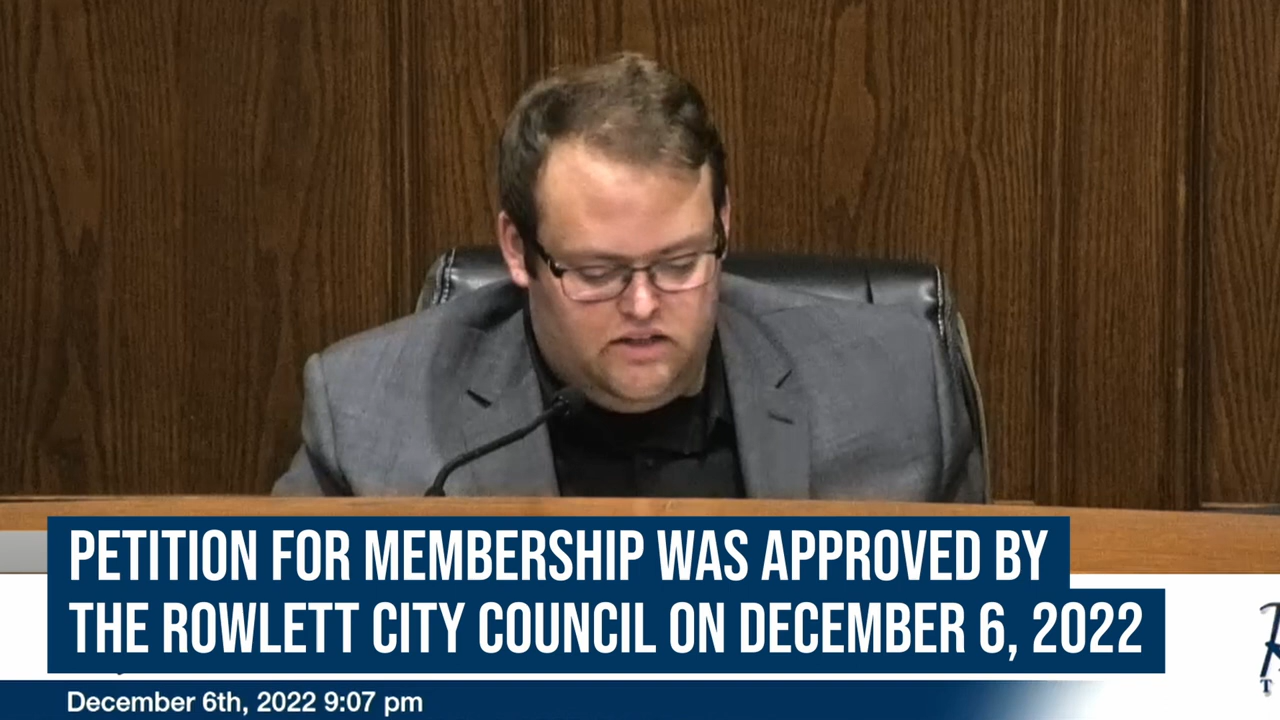 PETITION FOR MEMBERSHIP WAS APPROVED BY
THE ROWLETT CITY COUNCIL ON DECEMBER 6, 2022
December 6th, 2022 9:07 pm